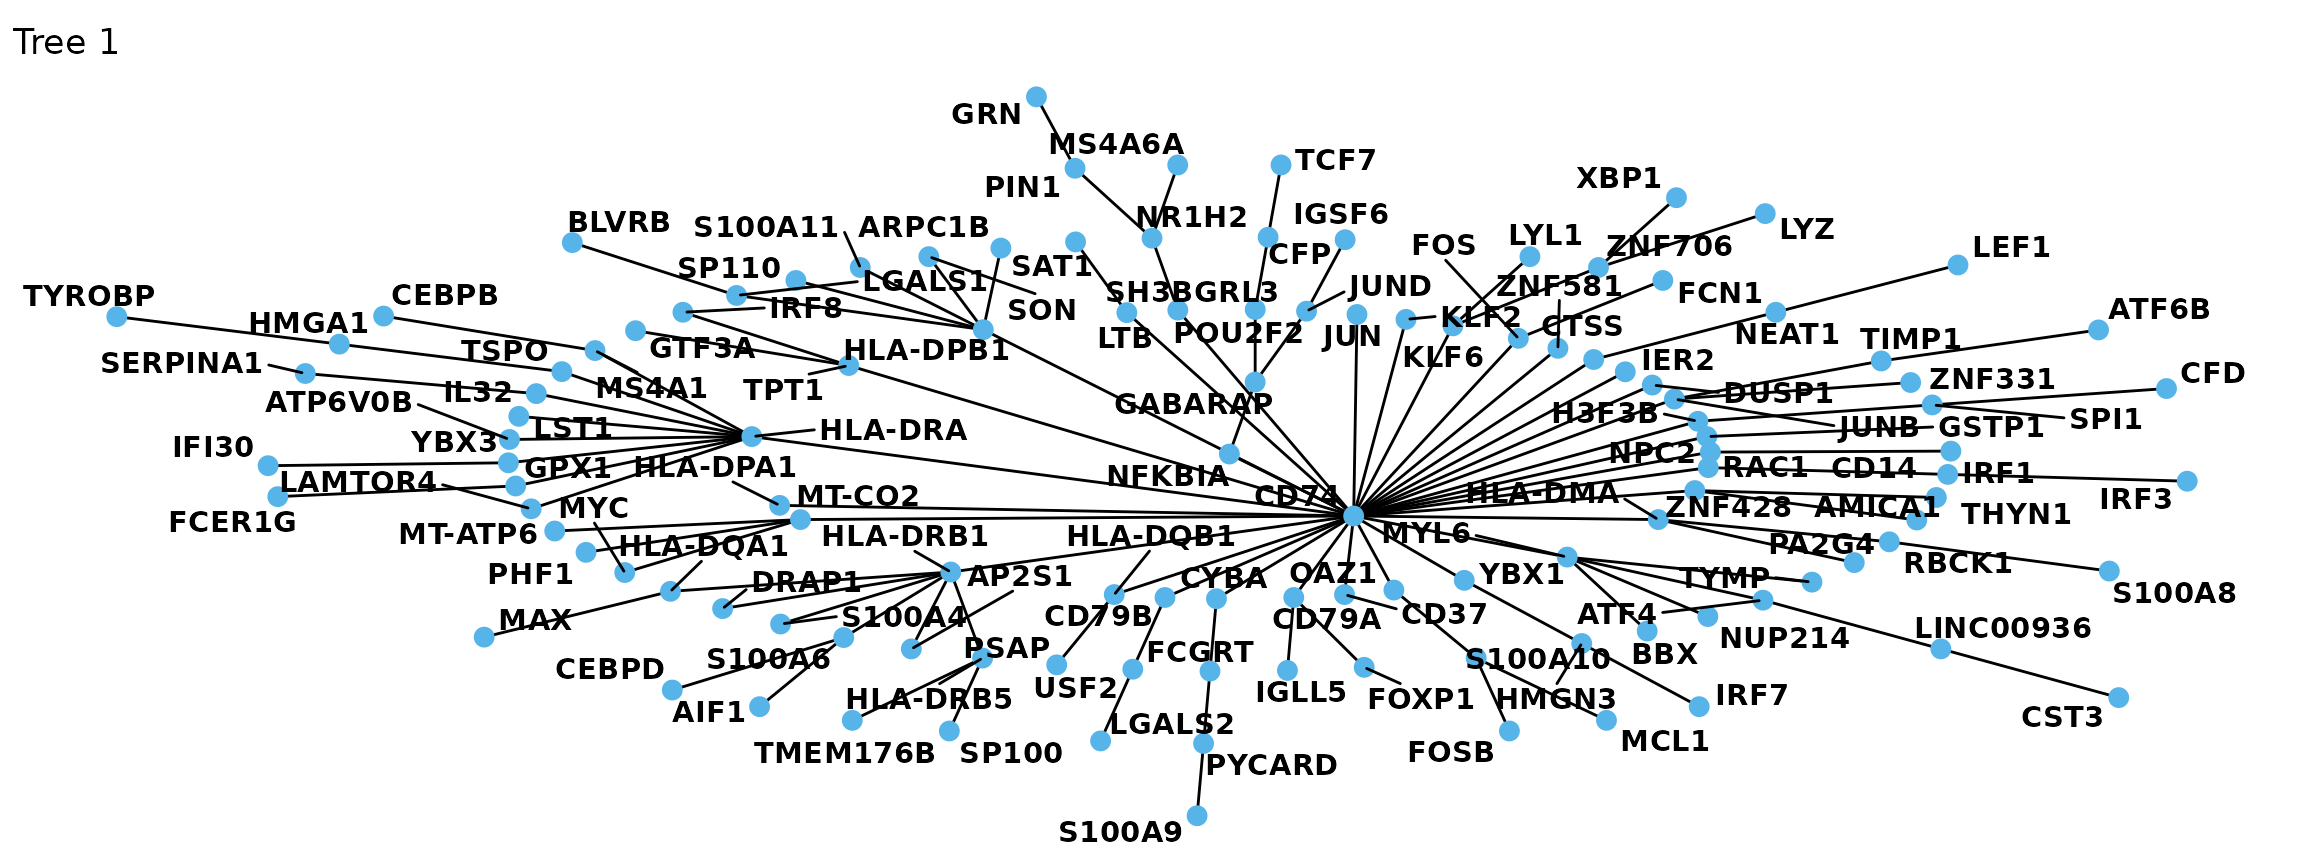 Tree 1
GRN
MS4A6A
TCF7
PIN1
XBP1
BLVRB
S100A11
ARPC1B
NR1H2
IGSF6
LYZ
FOS
LYL1
ZNF706
LEF1
CFP
SP110
SAT1
LGALS1
ZNF581
FCN1
TYROBP
CEBPB
SH3BGRL3
JUND
IRF8
SON
ATF6B
HMGA1
KLF2
CTSS
LTB
POU2F2
JUN
NEAT1
TIMP1
SERPINA1
TSPO
GTF3A
HLA-DPB1
KLF6
IER2
CFD
MS4A1
TPT1
ZNF331
IL32
DUSP1
ATP6V0B
GABARAP
H3F3B
SPI1
LST1
HLA-DRA
JUNB
GSTP1
YBX3
IFI30
NPC2
GPX1
HLA-DPA1
RAC1
CD14
IRF1
NFKBIA
LAMTOR4
CD74
MT-CO2
HLA-DMA
IRF3
MYC
ZNF428
AMICA1
THYN1
FCER1G
MT-ATP6
HLA-DQA1
HLA-DRB1
HLA-DQB1
MYL6
PA2G4
RBCK1
PHF1
DRAP1
AP2S1
CYBA
OAZ1
YBX1
TYMP
S100A8
MAX
S100A4
CD79B
CD79A
CD37
ATF4
LINC00936
NUP214
S100A6
PSAP
FCGRT
S100A10
BBX
CEBPD
USF2
IGLL5
FOXP1
HMGN3
IRF7
HLA-DRB5
AIF1
CST3
LGALS2
TMEM176B
SP100
FOSB
MCL1
PYCARD
S100A9